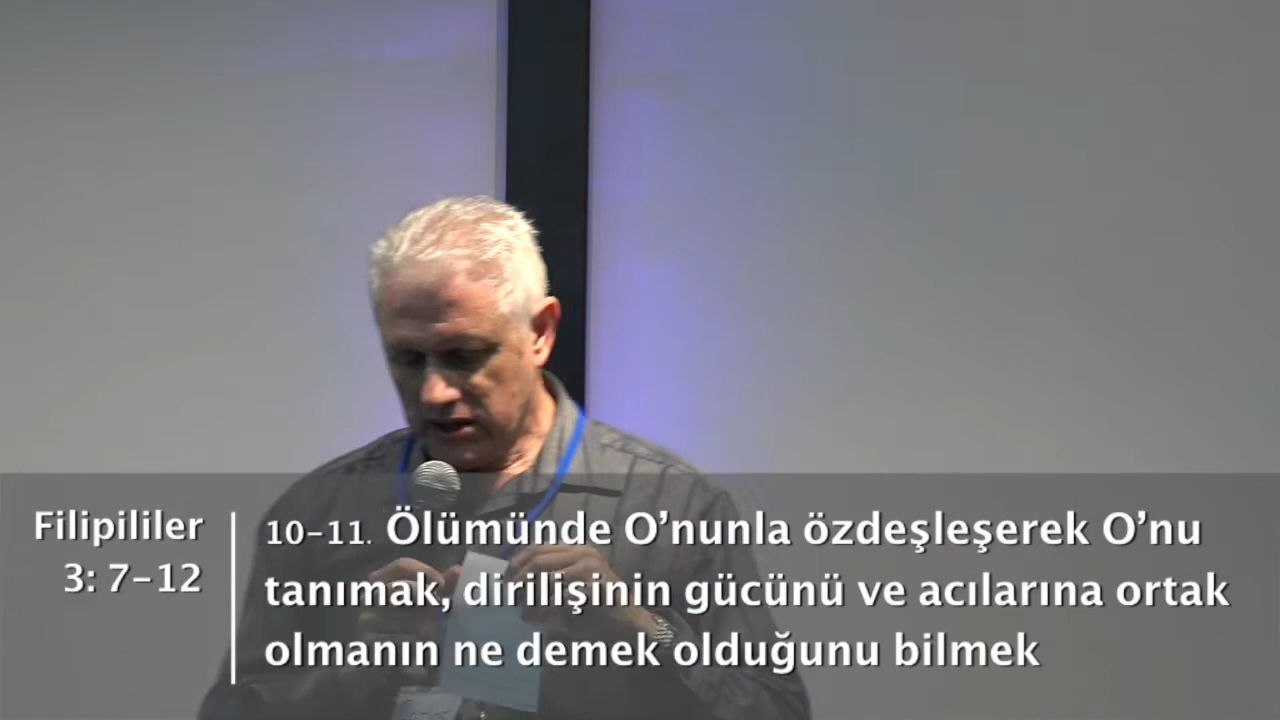 Filipililer
3: 7–12
10–11. Ölümünde O’nunla özdeşleşerek O’nu
tanımak, dirilişinin gücünü ve acılarına ortak
olmanın ne demek olduğunu bilmek